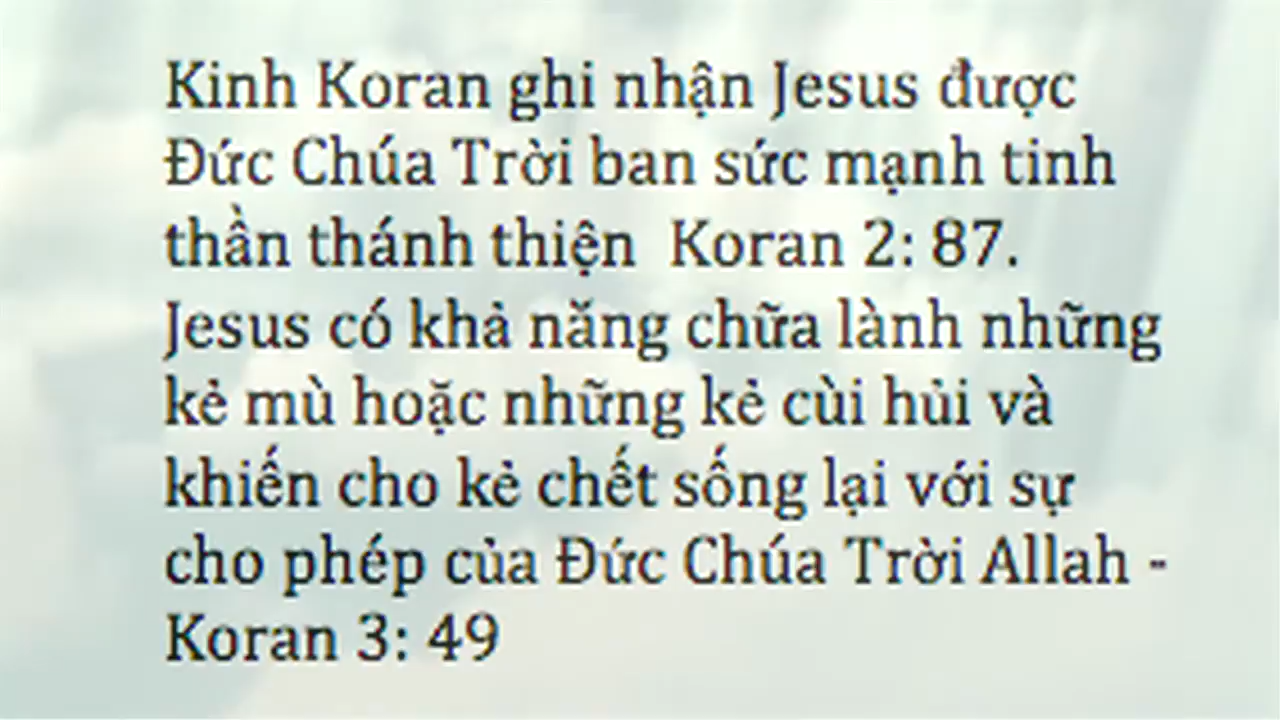 Kinh Koran ghi nhận Jesus được
Đức Chúa Trời ban sức mạnh tinh
thần thánh thiện  Koran 2: 87.
Jesus có khả năng chữa lành những
kẻ mù hoặc những kẻ cùi hủi và
khiến cho kẻ chết sống lại với sự
cho phép của Đức Chúa Trời Allah -
Koran 3: 49